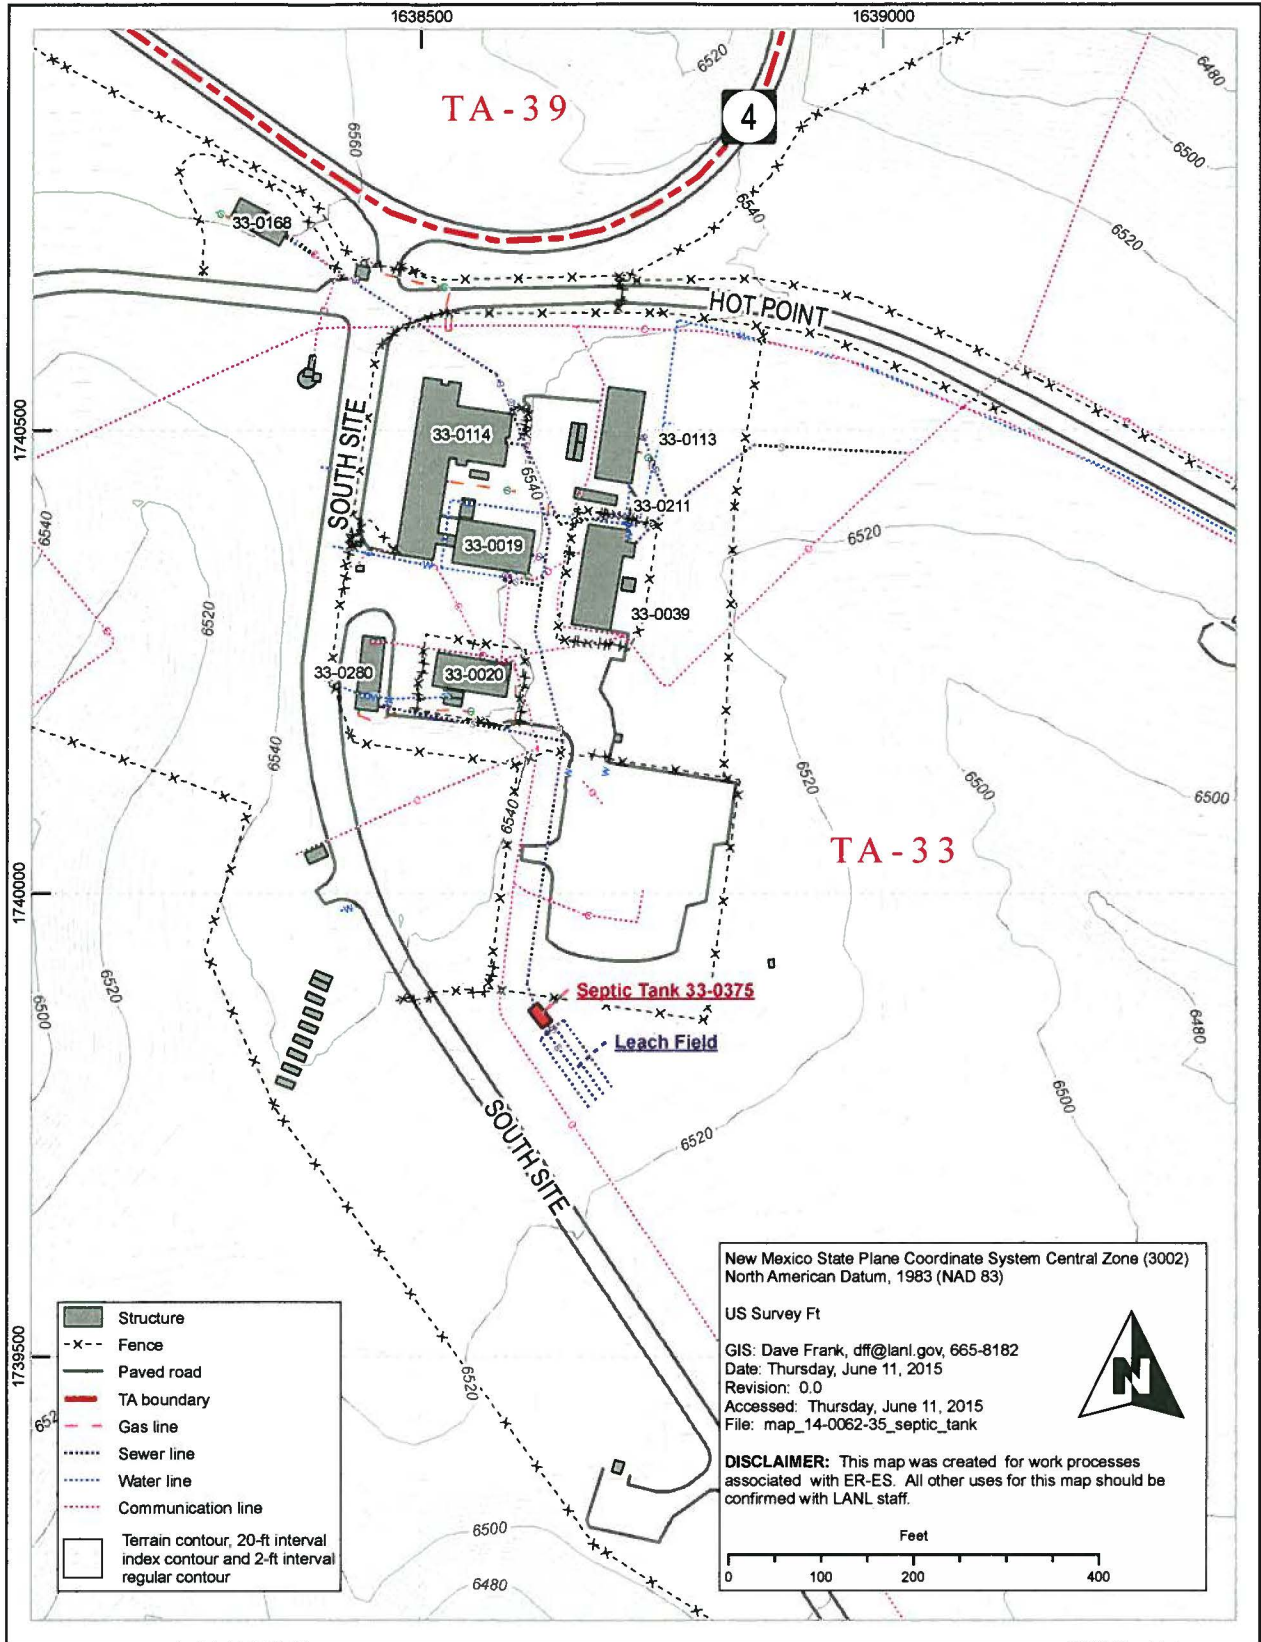 1638500
1639000
TA-39
4
6520
6480
6560
6500
6540
6520
33-0168
HOT POINT
1740500
SOUTH SITE
33-0114
33-0113
6540
33-0211
6540
33-0019
6520
6520
33-0039
33-0280
33-0020
6540
6520
6500
6500
6540
TA-33
1740000
6520
6500
Septic Tank 33-0375
Leach Field
6480
6500
SOUTH SITE
6520
New Mexico State Plane Coordinate System Central Zone (3002)
North American Datum, 1983 (NAD 83)
US Survey Ft
GIS: Dave Frank, dff@lanl.gov, 665-8182
Date: Thursday, June 11, 2015
Revision: 0.0
Accessed: Thursday, June 11, 2015
File: map_14-0062-35_septic_tank
N
DISCLAIMER: This map was created for work processes
associated with ER-ES. All other uses for this map should be
confirmed with LANL staff.
Feet
0 100 200 400
1739500
Structure
Fence
Paved road
TA boundary
Gas line
Sewer line
Water line
Communication line
Terrain contour, 20-ft interval
index contour and 2-ft interval
regular contour
652
6520
6500
6480